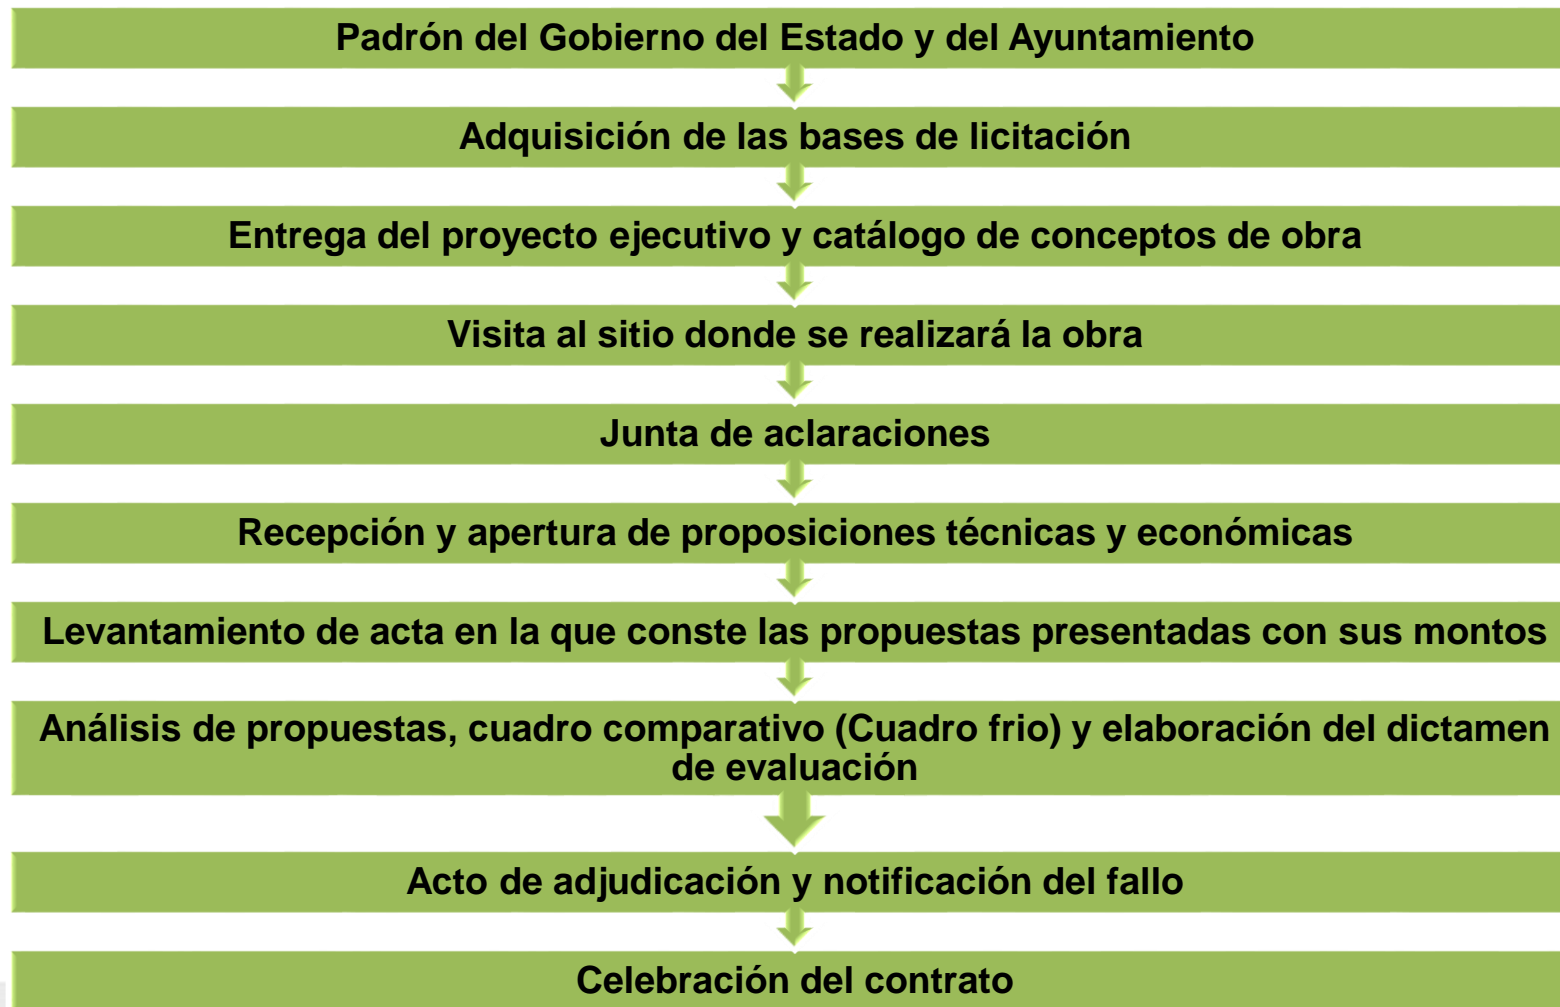 Padrón del Gobierno del Estado y del Ayuntamiento
Adquisición de las bases de licitación
Entrega del proyecto ejecutivo y catálogo de conceptos de obra
Visita al sitio donde se realizará la obra
Junta de aclaraciones
Recepción y apertura de proposiciones técnicas y económicas
Levantamiento de acta en la que conste las propuestas presentadas con sus montos
Análisis de propuestas, cuadro comparativo (Cuadro frio) y elaboración del dictamen
de evaluación
Acto de adjudicación y notificación del fallo
Celebración del contrato